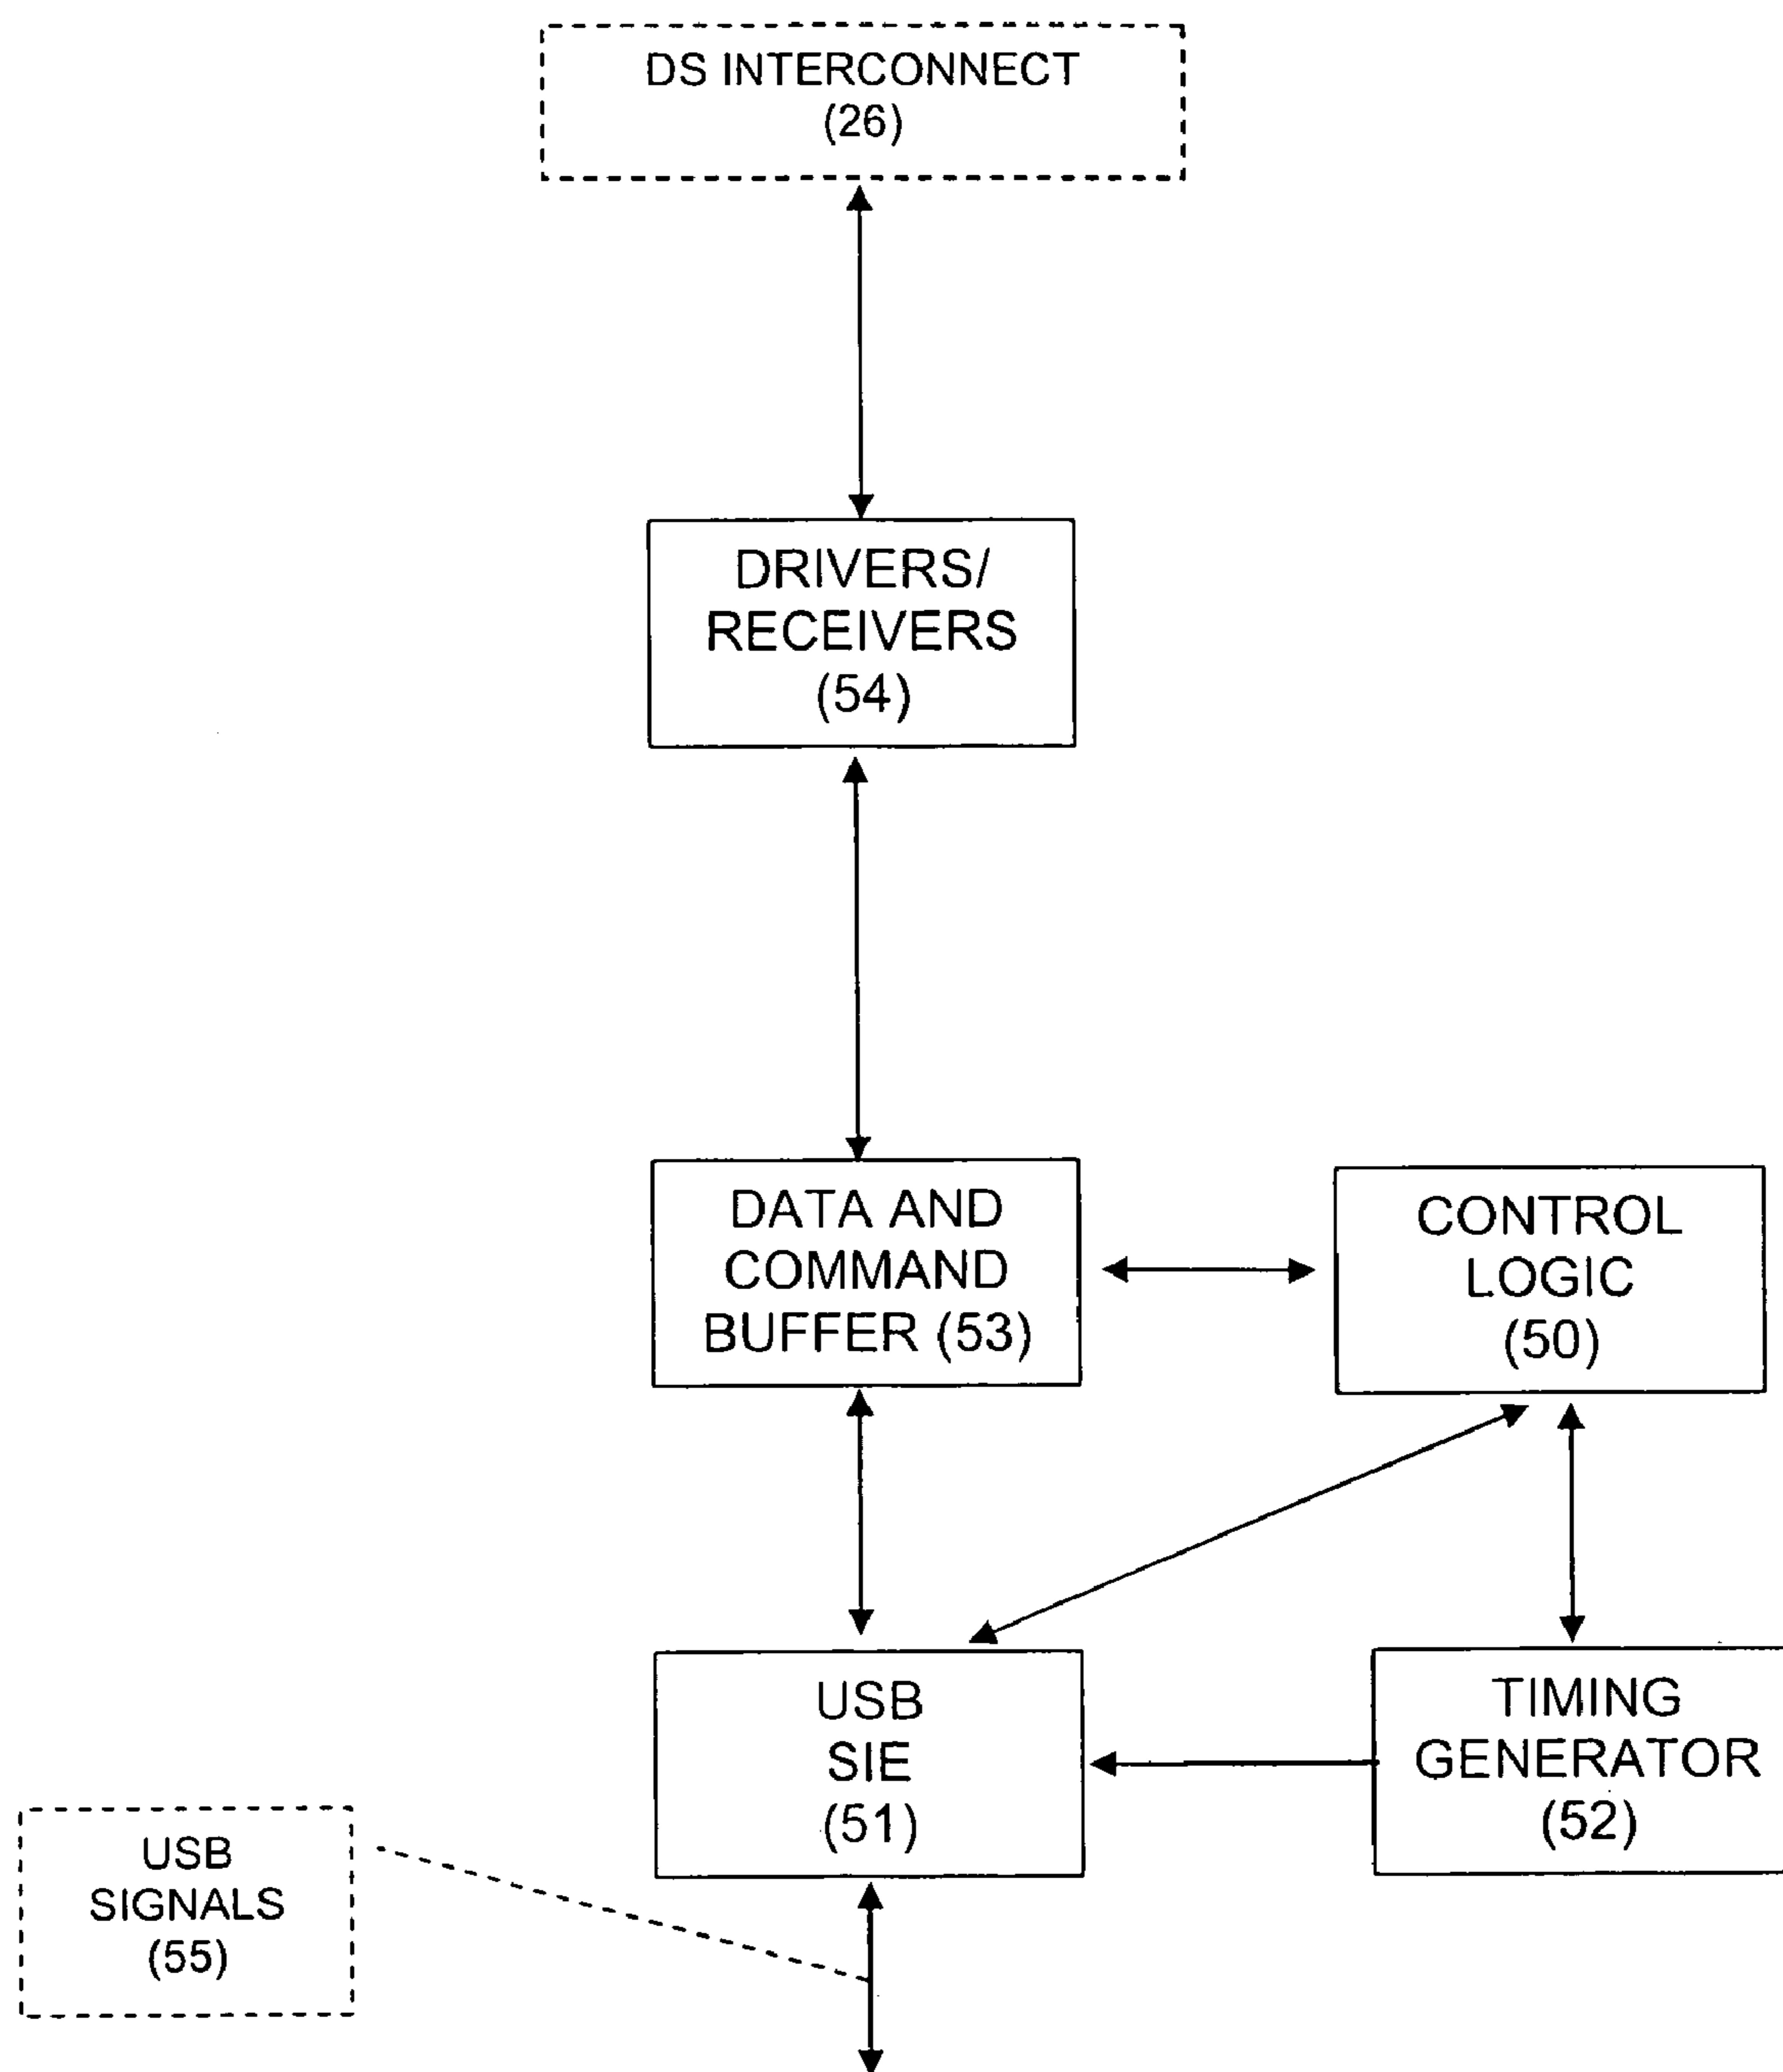 DS INTERCONNECT
(26)
DRIVERS/
RECEIVERS
(54)
DATA AND
COMMAND
BUFFER (53)
CONTROL
LOGIC
(50)
USB
SIE
(51)
TIMING
GENERATOR
(52)
USB
SIGNALS
(55)